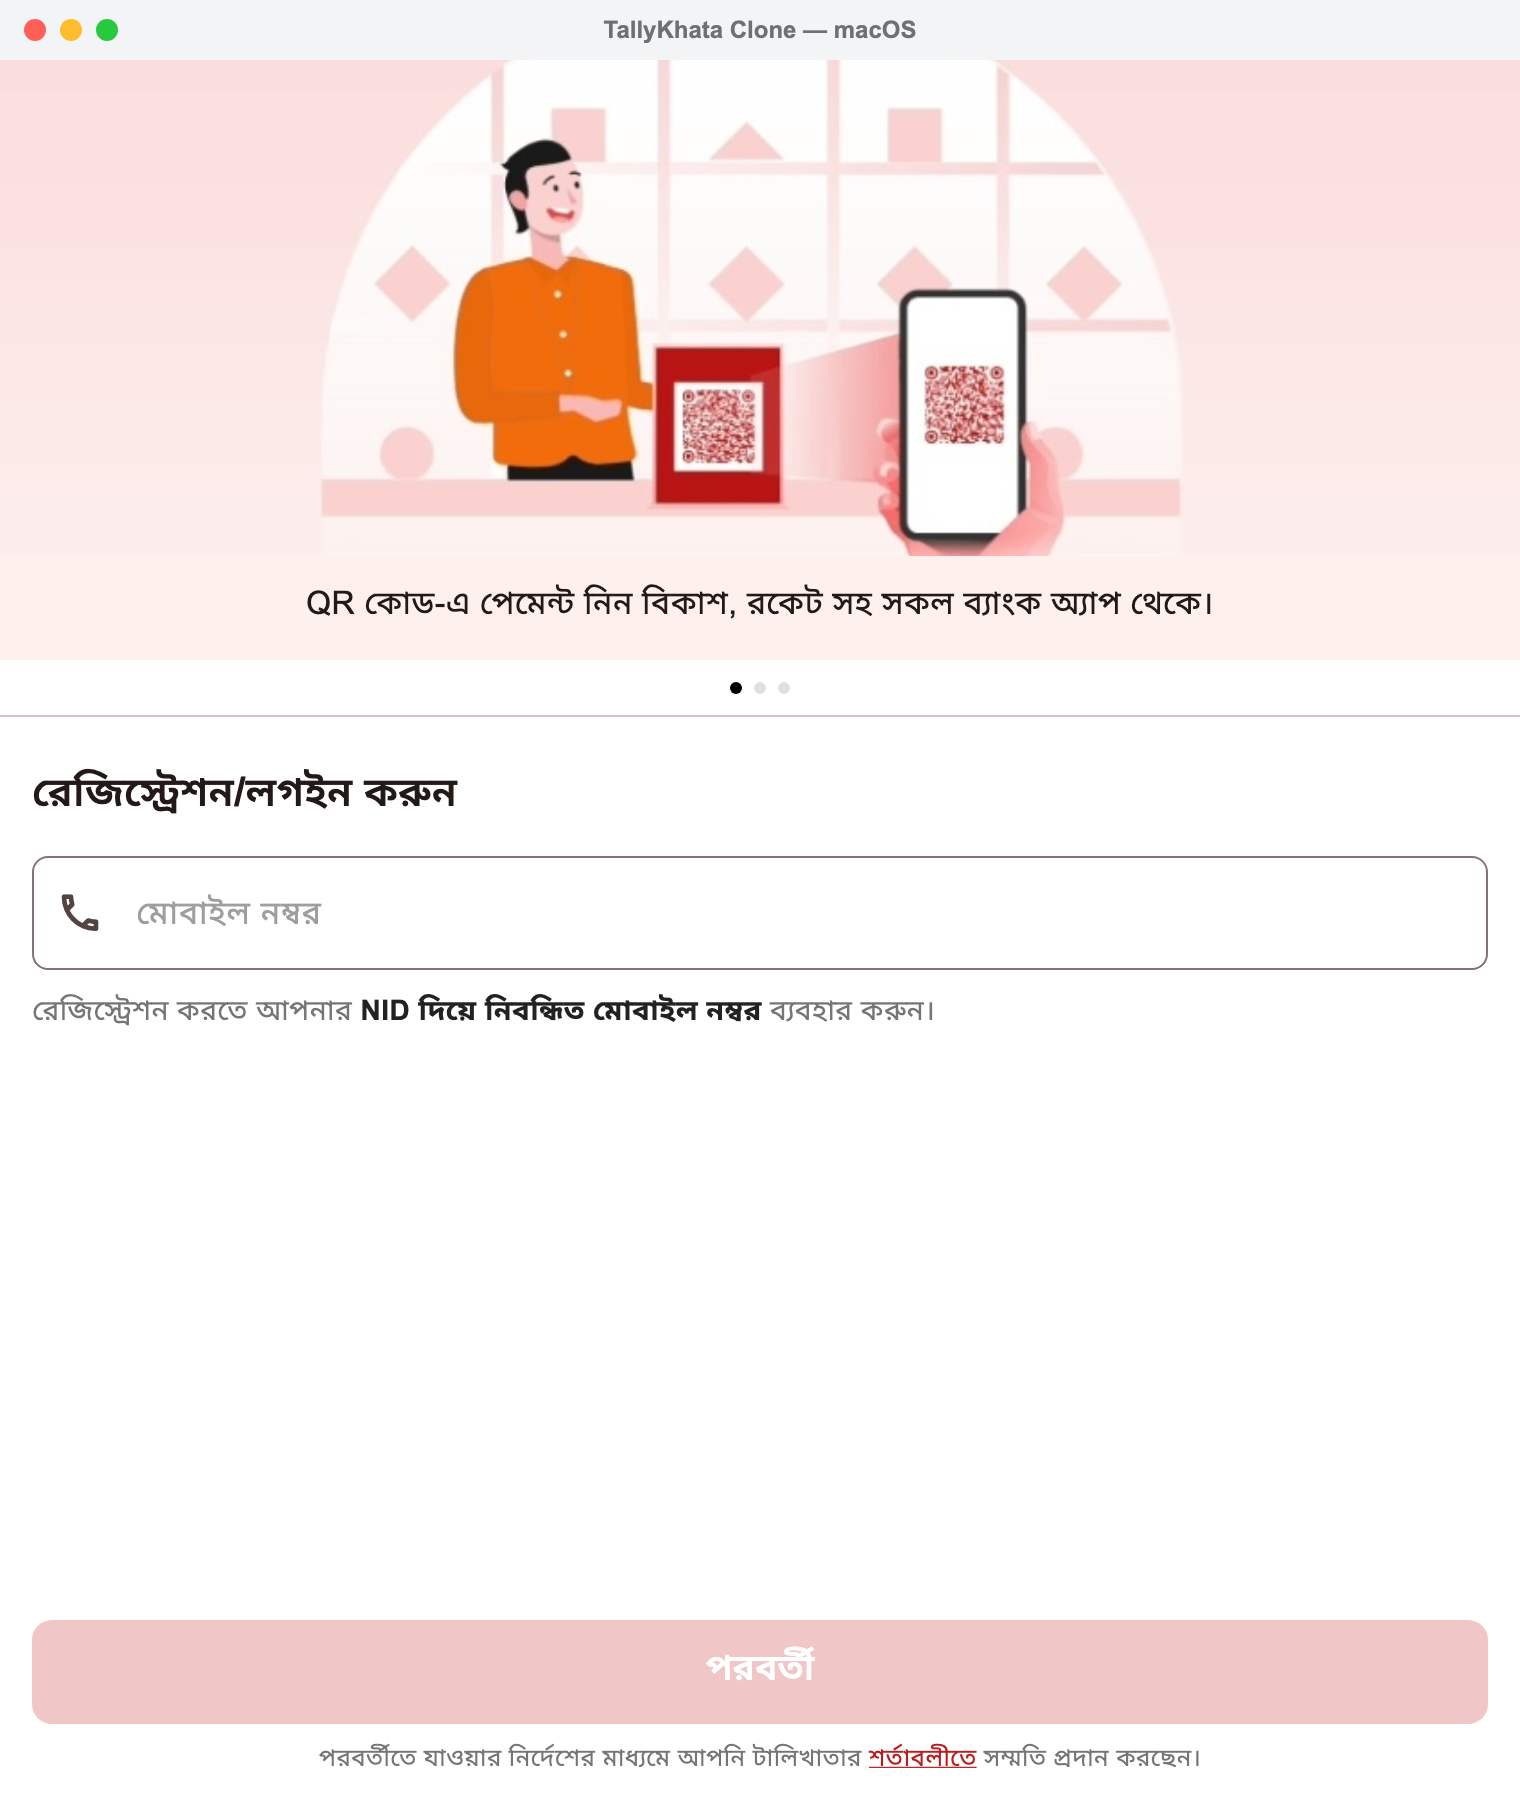 TallyKhata Clone — macOS
QR কোড-এ পেমেন্ট নিন বিকাশ, রকেট সহ সকল ব্যাংক অ্যাপ থেকে।
রেজিস্ট্রেশন/লগইন করুন
মোবাইল নম্বর
রেজিস্ট্রেশন করতে আপনার NID দিয়ে নিবন্ধিত মোবাইল নম্বর ব্যবহার করুন।
পরবর্তী
পরবর্তীতে যাওয়ার নির্দেশের মাধ্যমে আপনি টালিখাতার শর্তাবলীতে সম্মতি প্রদান করছেন।